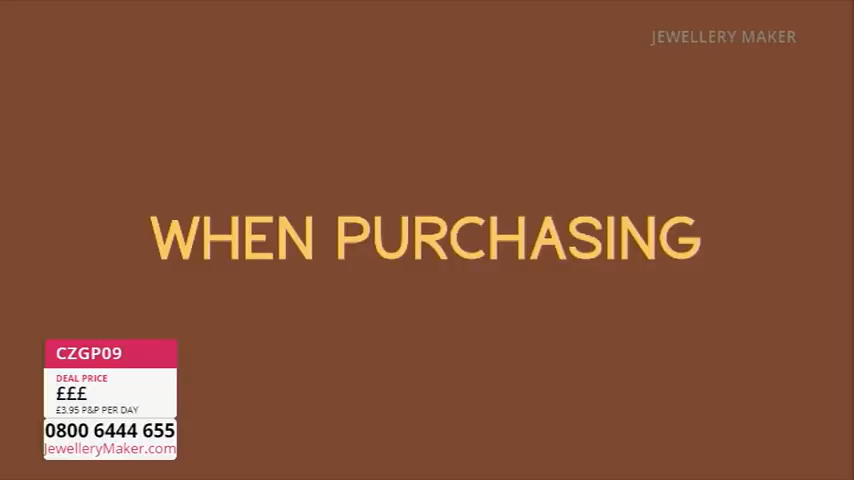 JEWELLERY MAKER
WHEN PURCHASING
CZGP09
DEAL PRICE
£££
£3.95 P&P PER DAY
0800 6444 655
JewelleryMaker.com